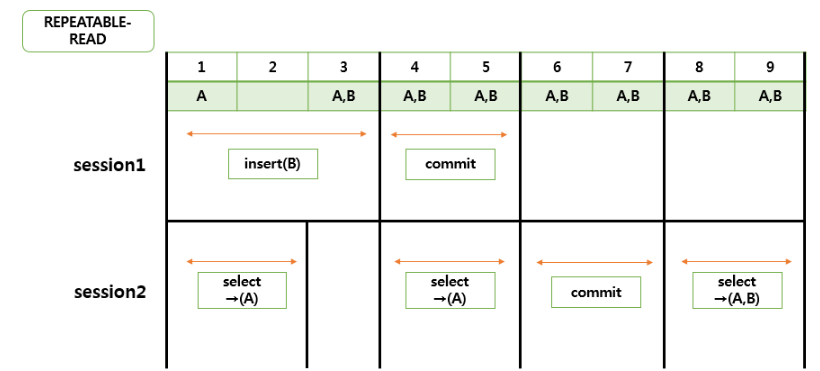 REPEATABLE-
READ
1 2 3 4 5 6 7 8 9
A A,B A,B A,B A,B A,B A,B A,B
session1
insert(B)
commit
session2
select
→(A)
select
→(A)
commit
select
→(A,B)